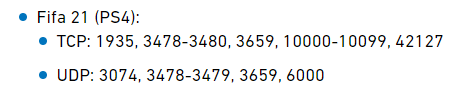 Fifa 21 (PS4):
TCP: 1935, 3478-3480, 3659, 10000-10099, 42127
UDP: 3074, 3478-3479, 3659, 6000